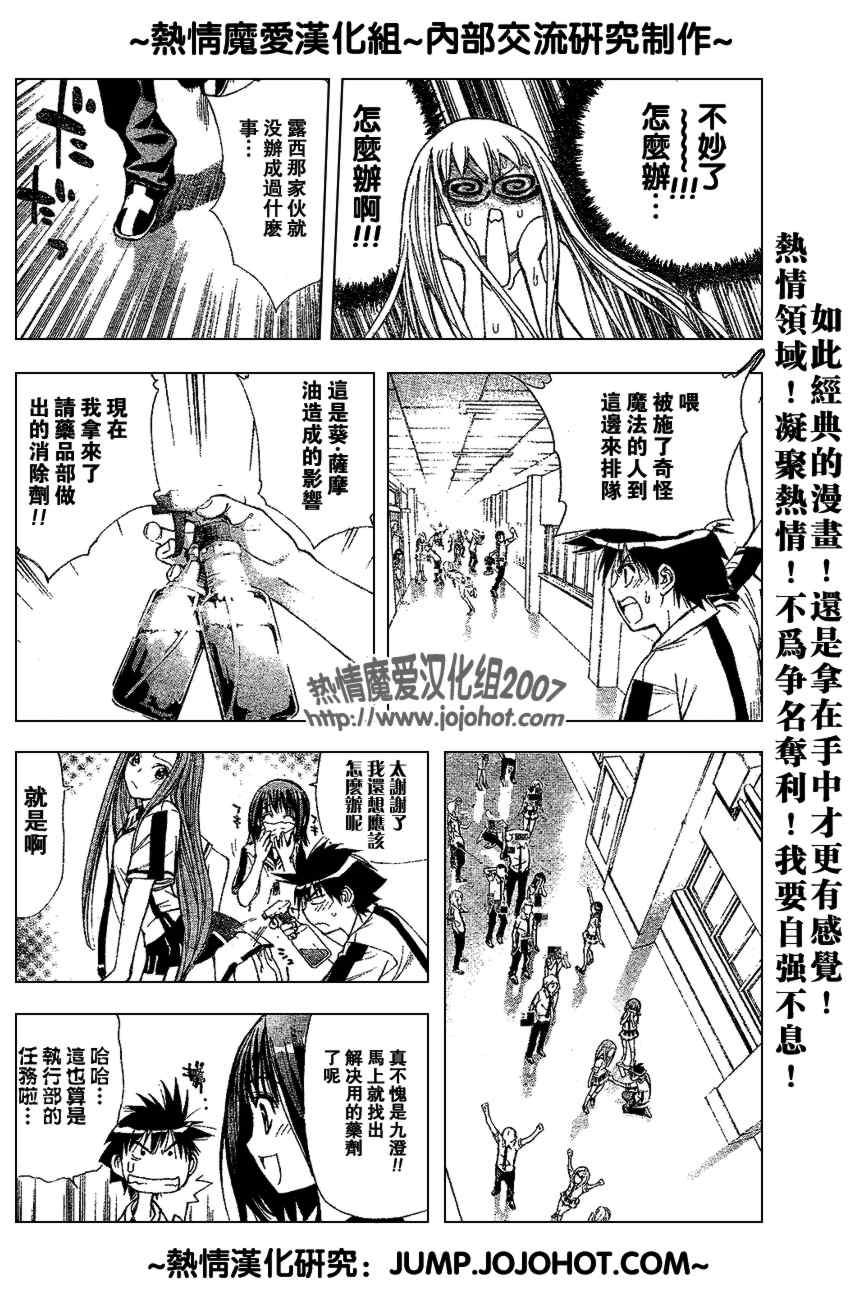 ~熱情魔愛漢化組~內部交流研究制作~
不妙了
~~~~!!!
怎麼辦…
怎麼辦啊!!!
露西那家伙就
没辦成過什麽
事…
喂
被施了奇怪
魔法的人到
這邊來排隊
這是葵·薩摩
油造成的影響
現在
我拿來了
請藥品部做
出的消除劑!!
熱情魔爱汉化组2007
http://www.jojohot.com
太謝謝了
我還想應該
怎麼辦呢
就是啊
真不愧是九澄!!
馬上就找出
解决用的藥劑
了呢
哈哈…
這也算是
執行部的
任務啦…
如此經典的漫畫！還是拿在手中才更有感覺！
熱情領域！凝聚熱情！不爲争名奪利！我要自强不息！
~熱情漢化研究：JUMP.JOJOHOT.COM~